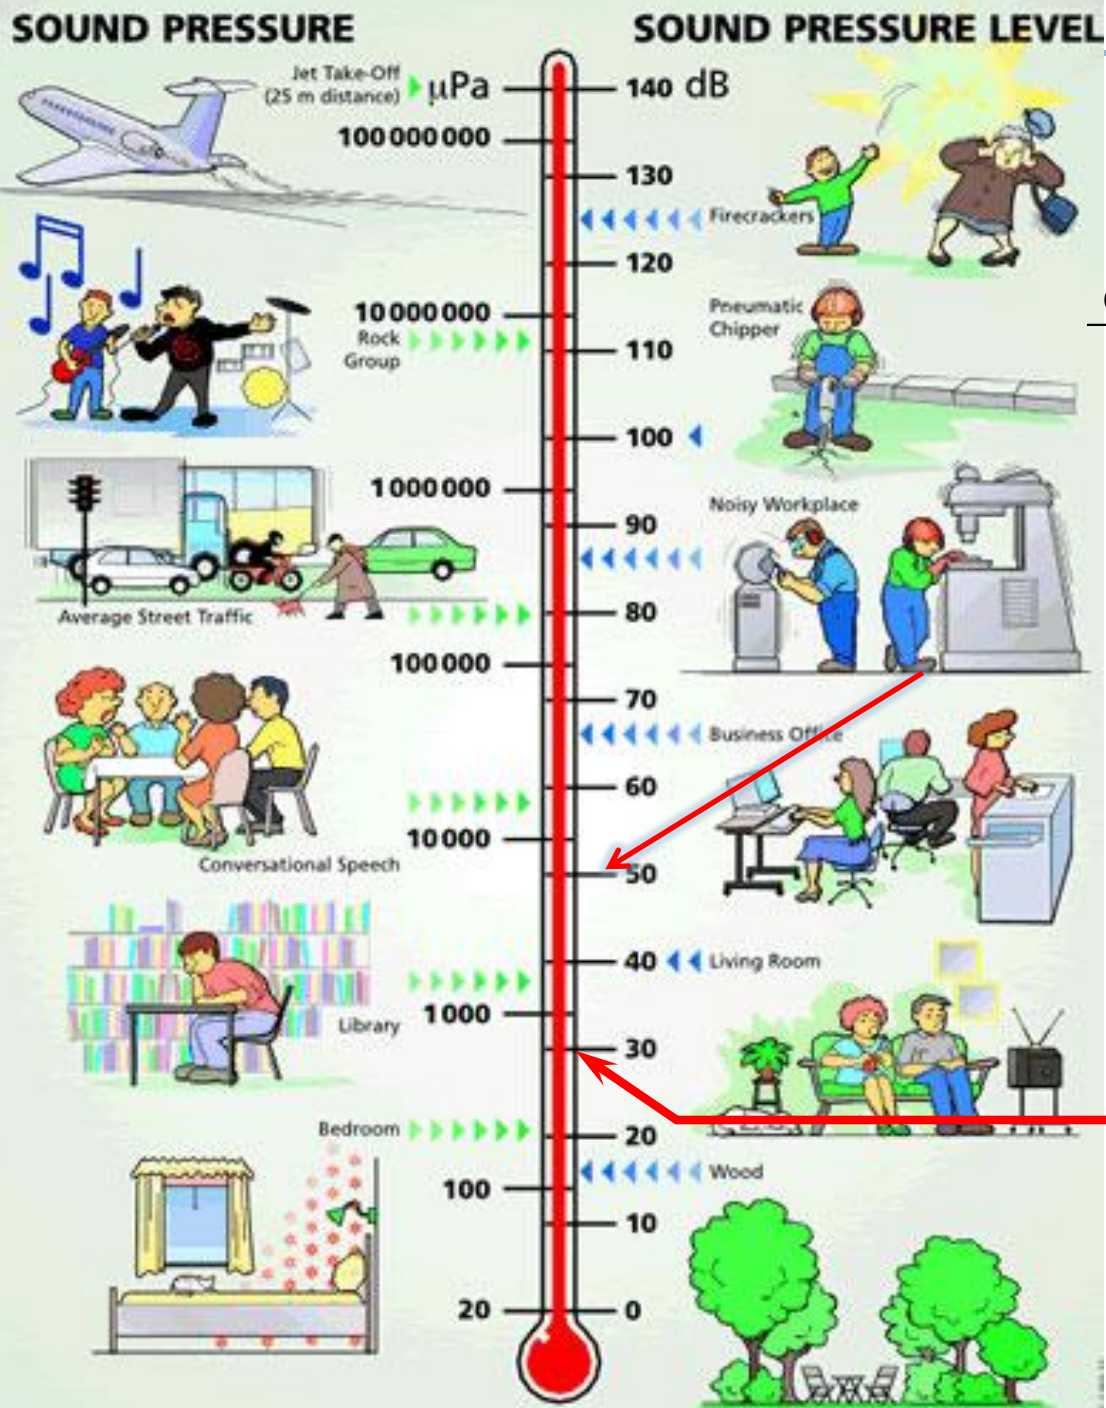 SOUND PRESSURE
SOUND PRESSURE LEVEL
Jet Take-Off
(25 m distance)
μPa
140 dB
100 000 000
130
Firecrackers
120
10 000 000
Pneumatic
Chipper
Rock
Group
110
100
1 000 000
Noisy Workplace
90
Average Street Traffic
80
100 000
70
Business Office
60
10 000
Conversational Speech
50
40
Living Room
Library
1 000
30
Bedroom
20
Wood
100
10
20
0